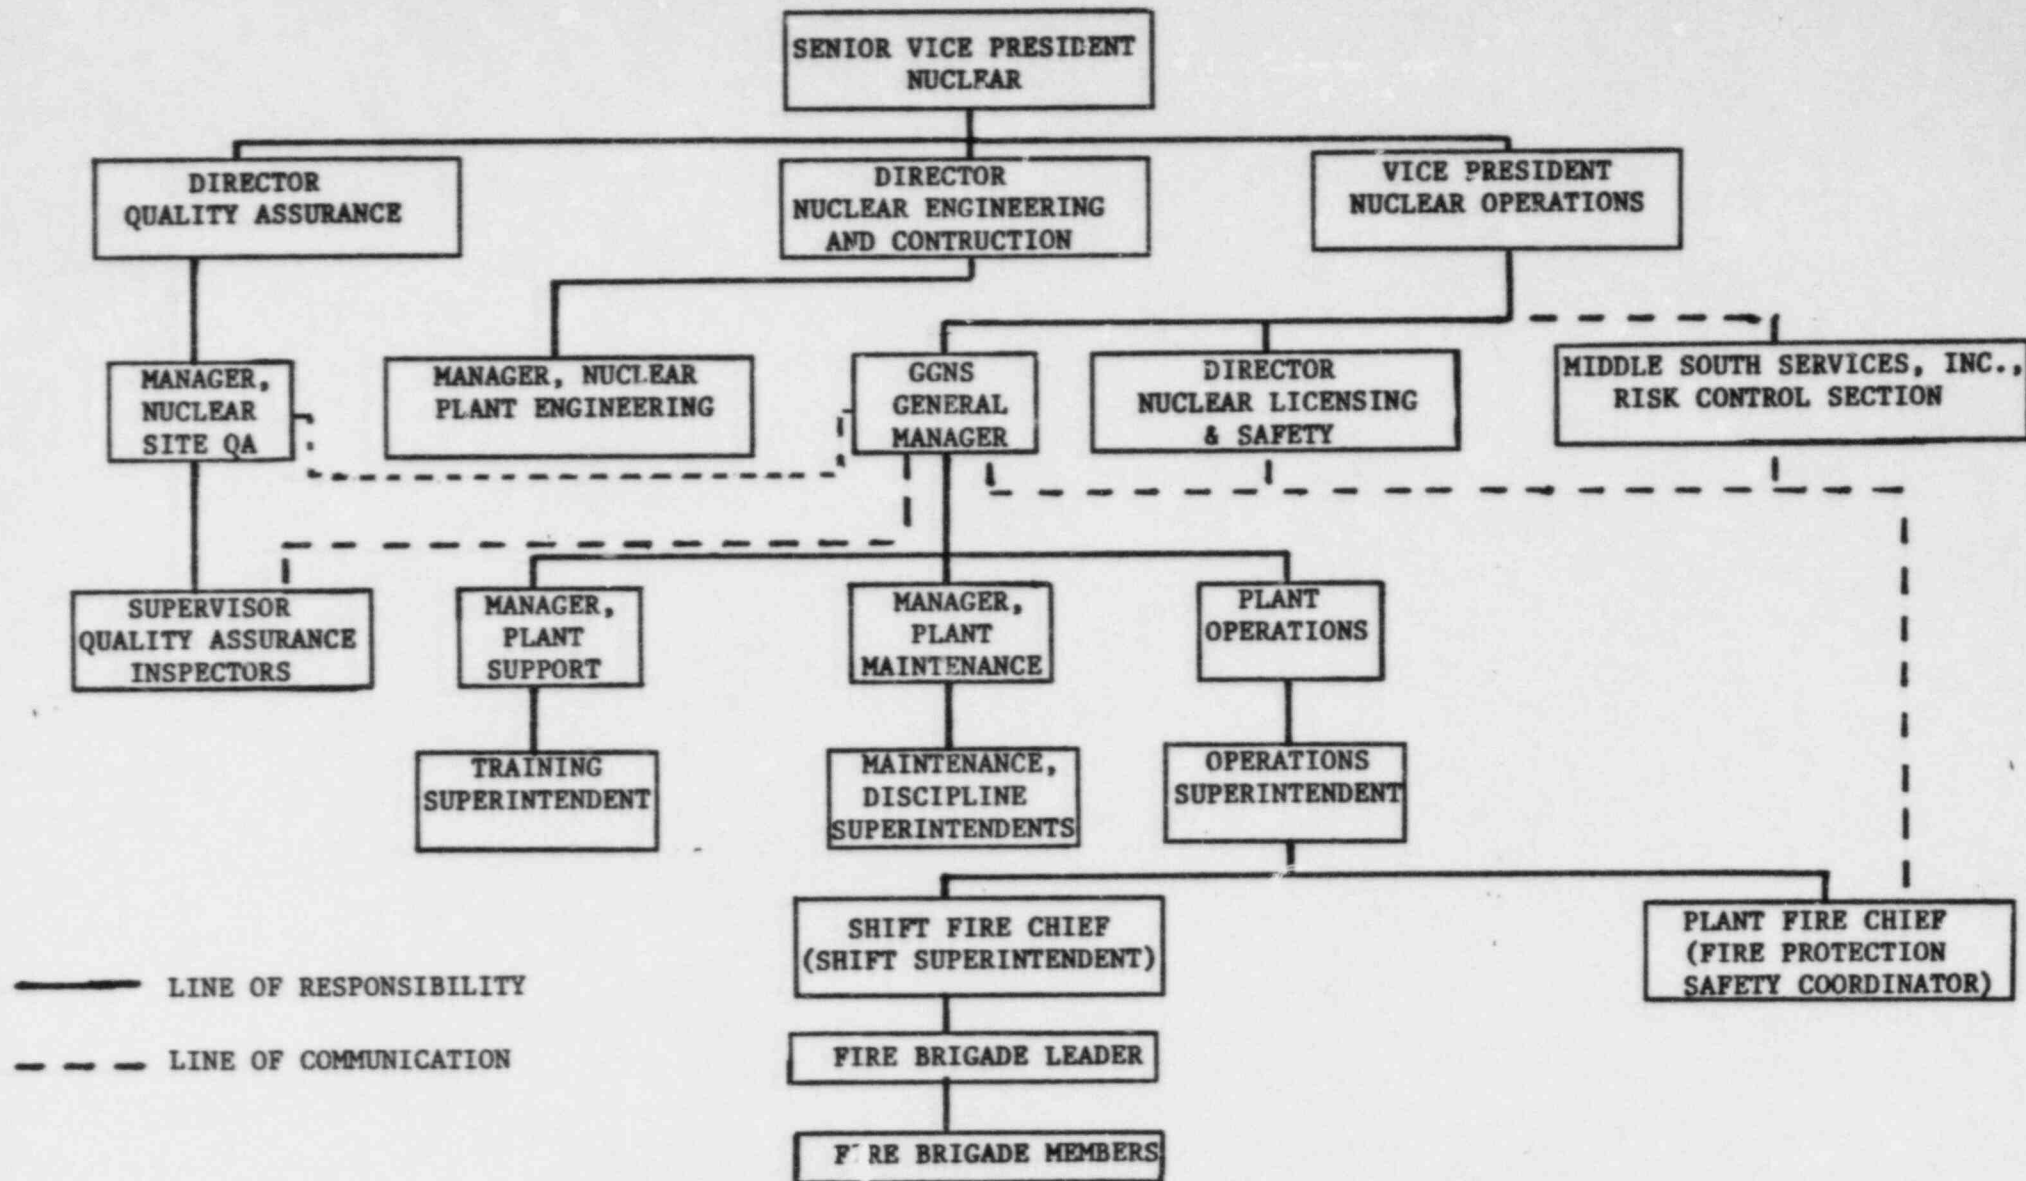 SENIOR VICE PRESIDENT
NUCLEAR
DIRECTOR
QUALITY ASSURANCE
DIRECTOR
NUCLEAR ENGINEERING
AND CONTRUCTION
VICE PRESIDENT
NUCLEAR OPERATIONS
MANAGER,
NUCLEAR
SITE QA
MANAGER, NUCLEAR
PLANT ENGINEERING
GGNS
GENERAL
MANAGER
DIRECTOR
NUCLEAR LICENSING
& SAFETY
MIDDLE SOUTH SERVICES, INC.,
RISK CONTROL SECTION
SUPERVISOR
QUALITY ASSURANCE
INSPECTORS
MANAGER,
PLANT
SUPPORT
MANAGER,
PLANT
MAINTENANCE
PLANT
OPERATIONS
TRAINING
SUPERINTENDENT
MAINTENANCE,
DISCIPLINE
SUPERINTENDENTS
OPERATIONS
SUPERINTENDENT
SHIFT FIRE CHIEF
(SHIFT SUPERINTENDENT)
PLANT FIRE CHIEF
(FIRE PROTECTION
SAFETY COORDINATOR)
FIRE BRIGADE LEADER
FIRE BRIGADE MEMBERS
LINE OF RESPONSIBILITY
LINE OF COMMUNICATION